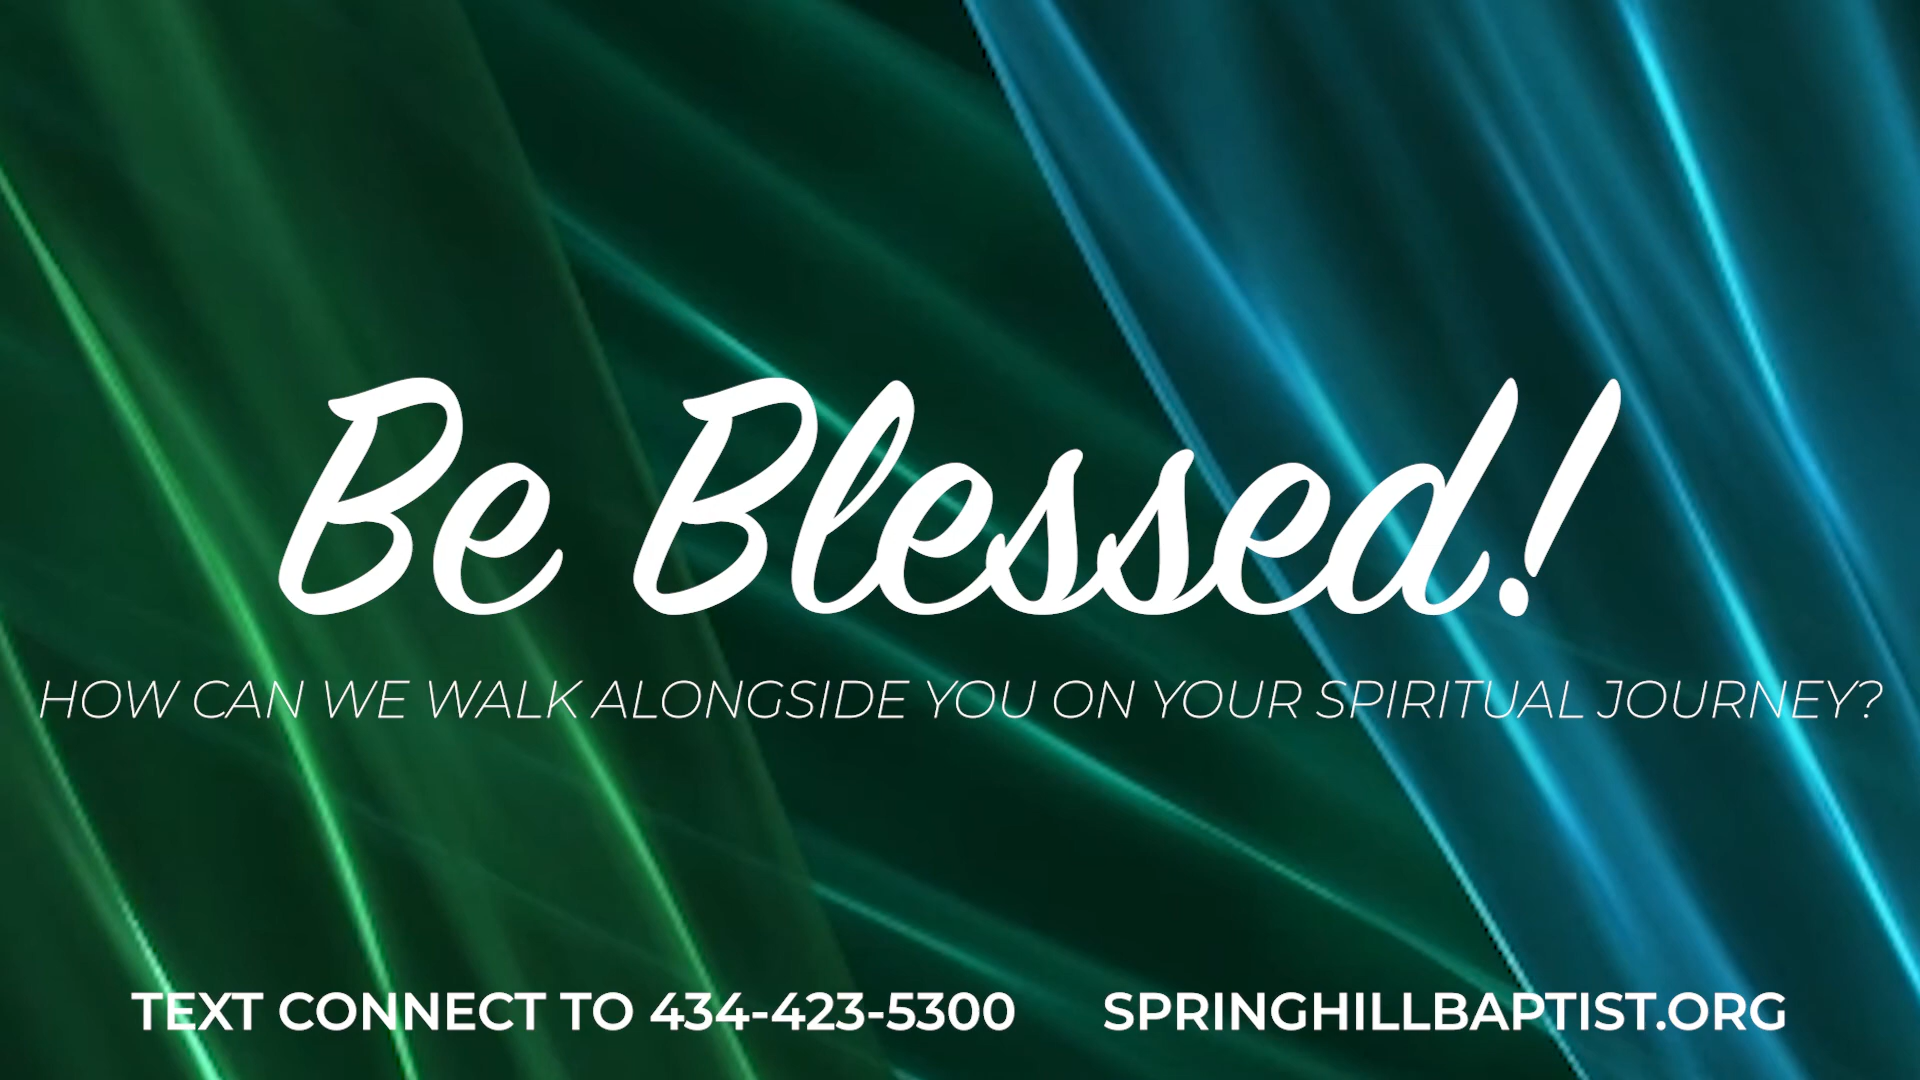 Be Blessed!
HOW CAN WE WALK ALONGSIDE YOU ON YOUR SPIRITUAL JOURNEY?
TEXT CONNECT TO 434-423-5300 SPRINGHILLBAPTIST.ORG